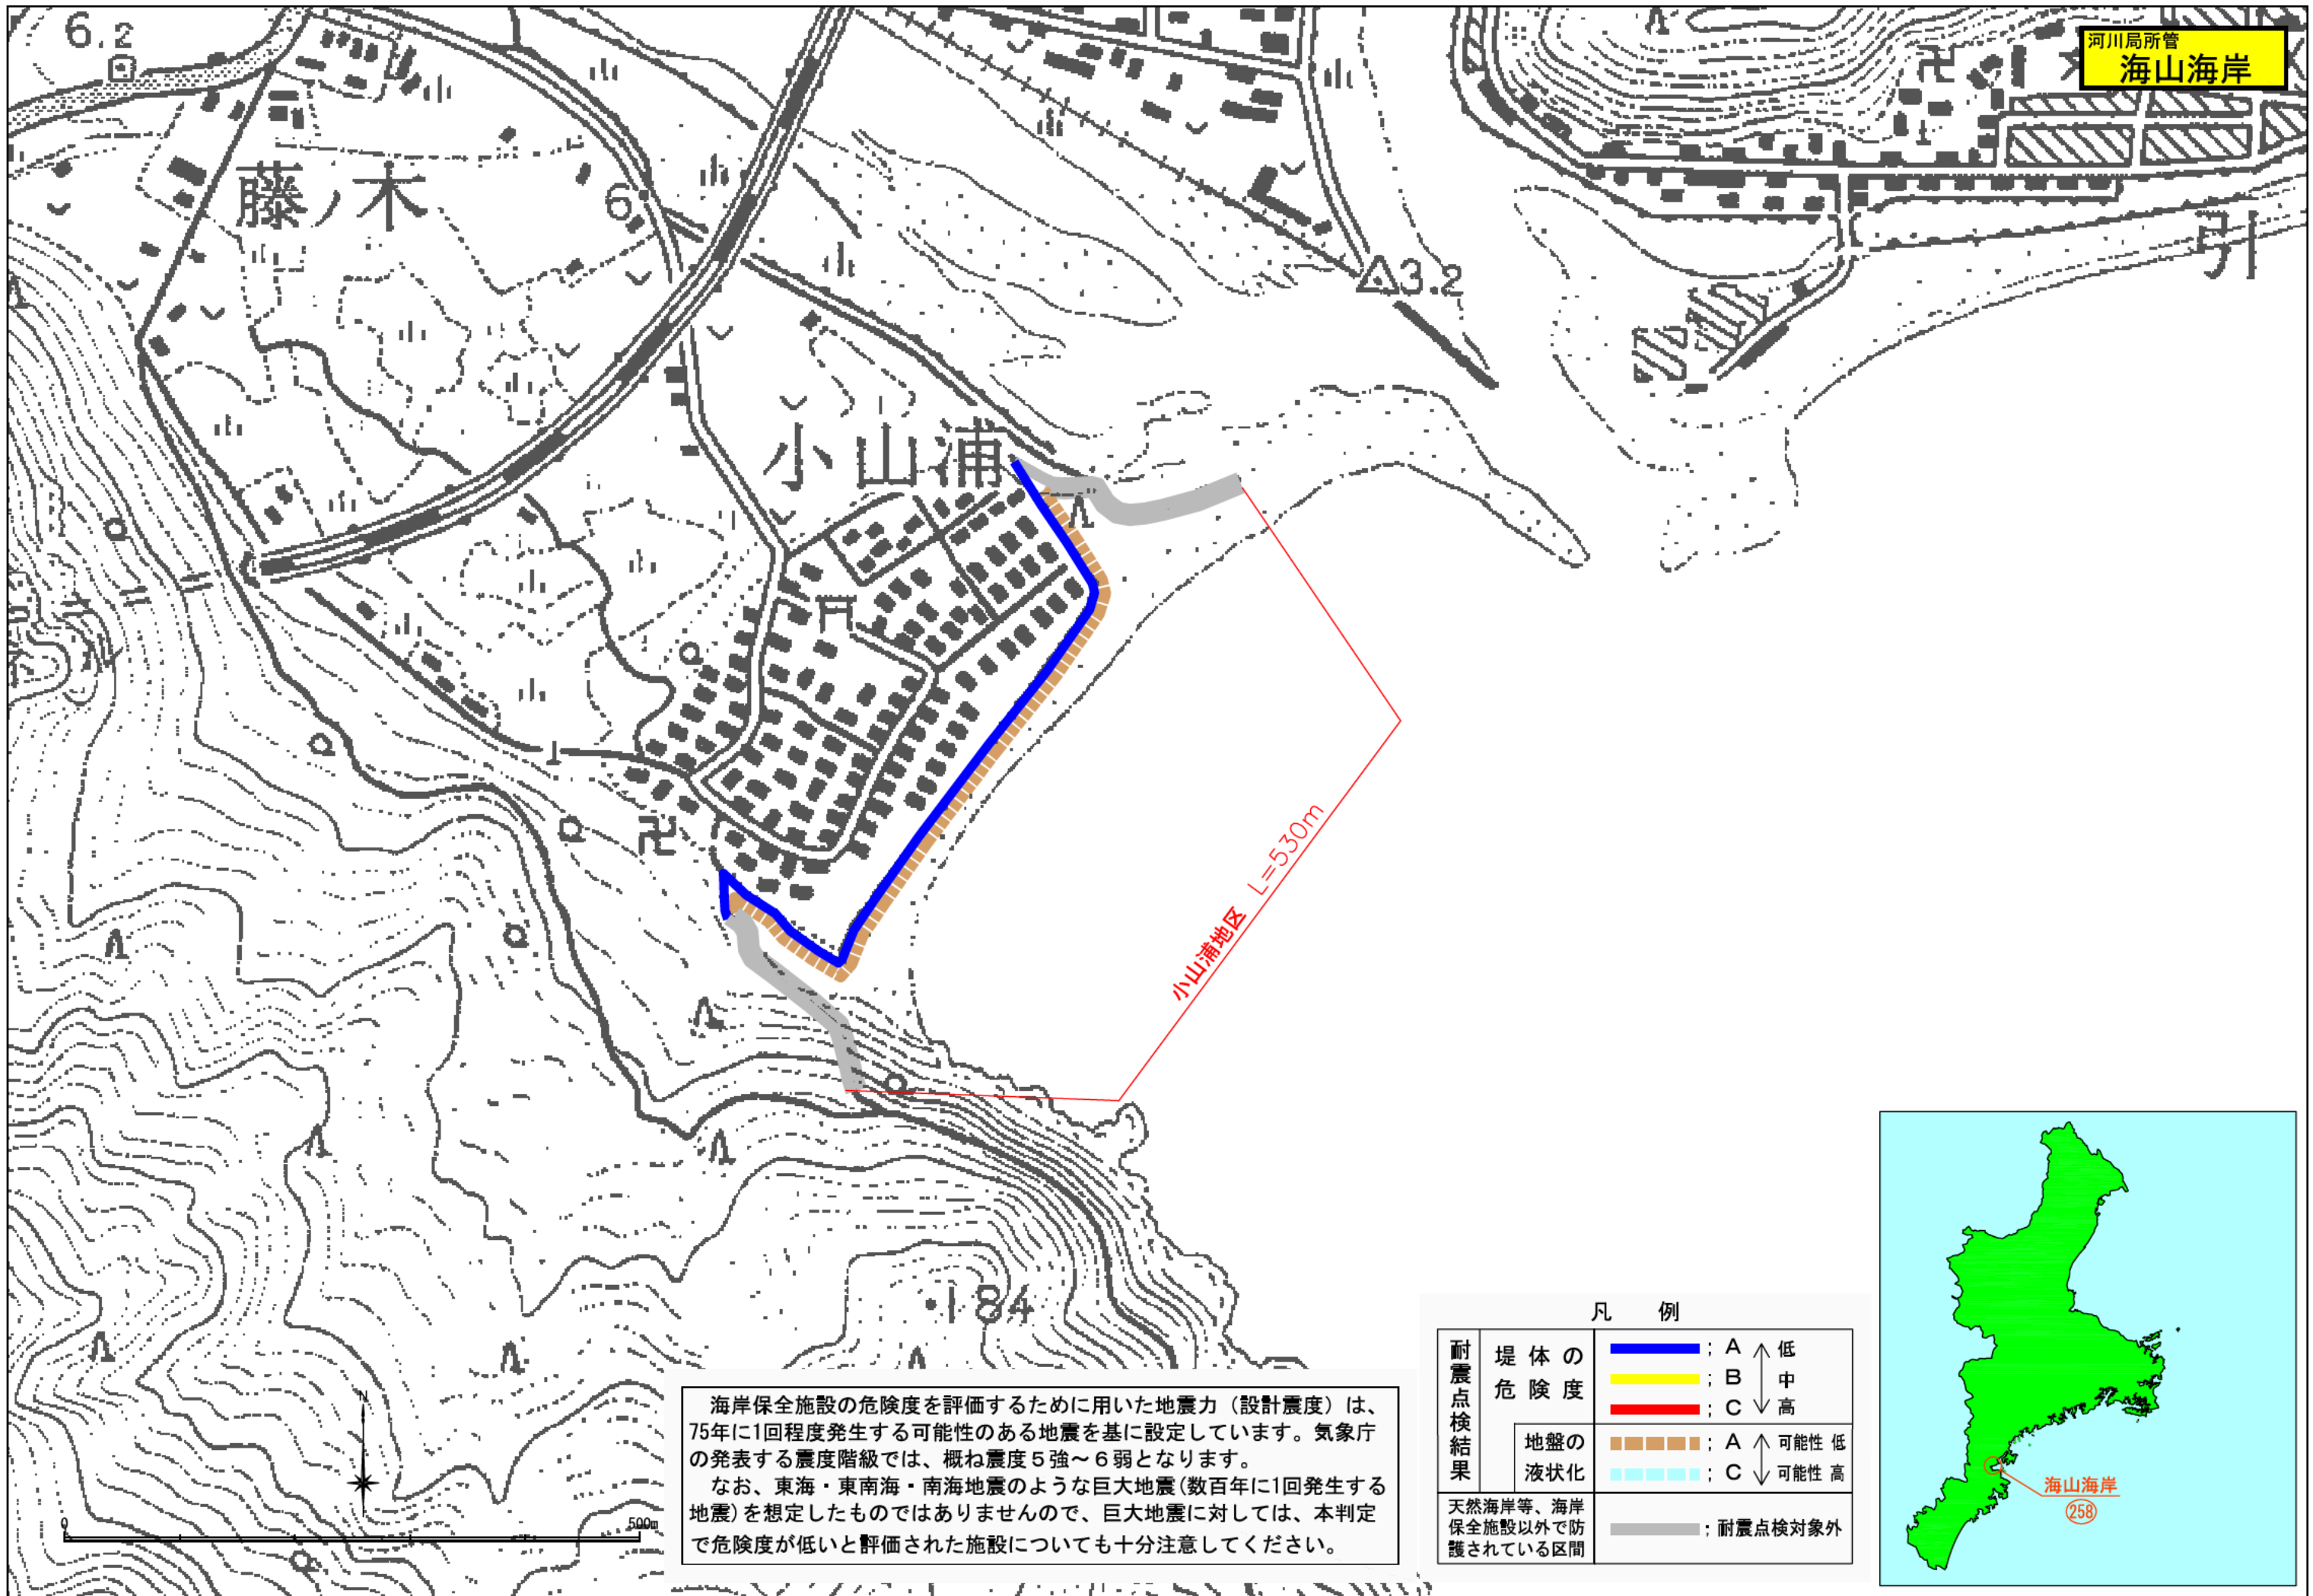 6.2
河川局所管
海山海岸
藤ノ木
6.
引
3.2
小山浦
小山浦地区 L=530m
184
N
0 500m
海岸保全施設の危険度を評価するために用いた地震力（設計震度）は、
75年に1回程度発生する可能性のある地震を基に設定しています。気象庁
の発表する震度階級では、概ね震度５強～６弱となります。
なお、東海・東南海・南海地震のような巨大地震(数百年に1回発生する
地震)を想定したものではありませんので、巨大地震に対しては、本判定
で危険度が低いと評価された施設についても十分注意してください。
凡 例
耐震点検結果
堤体の
危険度
; A 低
; B 中
; C 高
地盤の
液状化
; A 可能性 低
; C 可能性 高
天然海岸等、海岸
保全施設以外で防
護されている区間
; 耐震点検対象外
海山海岸
258